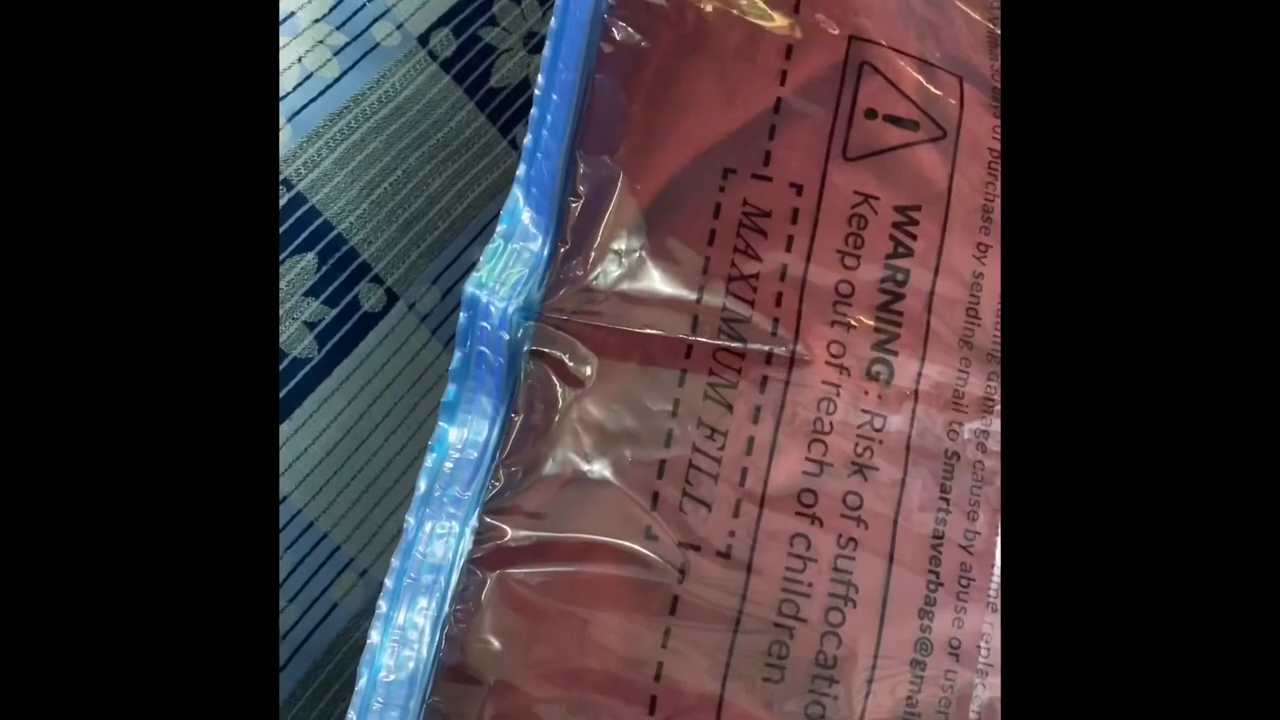 days of purchase by sending email to Smartsaverbags@gmai
damage cause by abuse or user
WARNING : Risk of suffocatio
Keep out of reach of children
MAXIMUM FILL